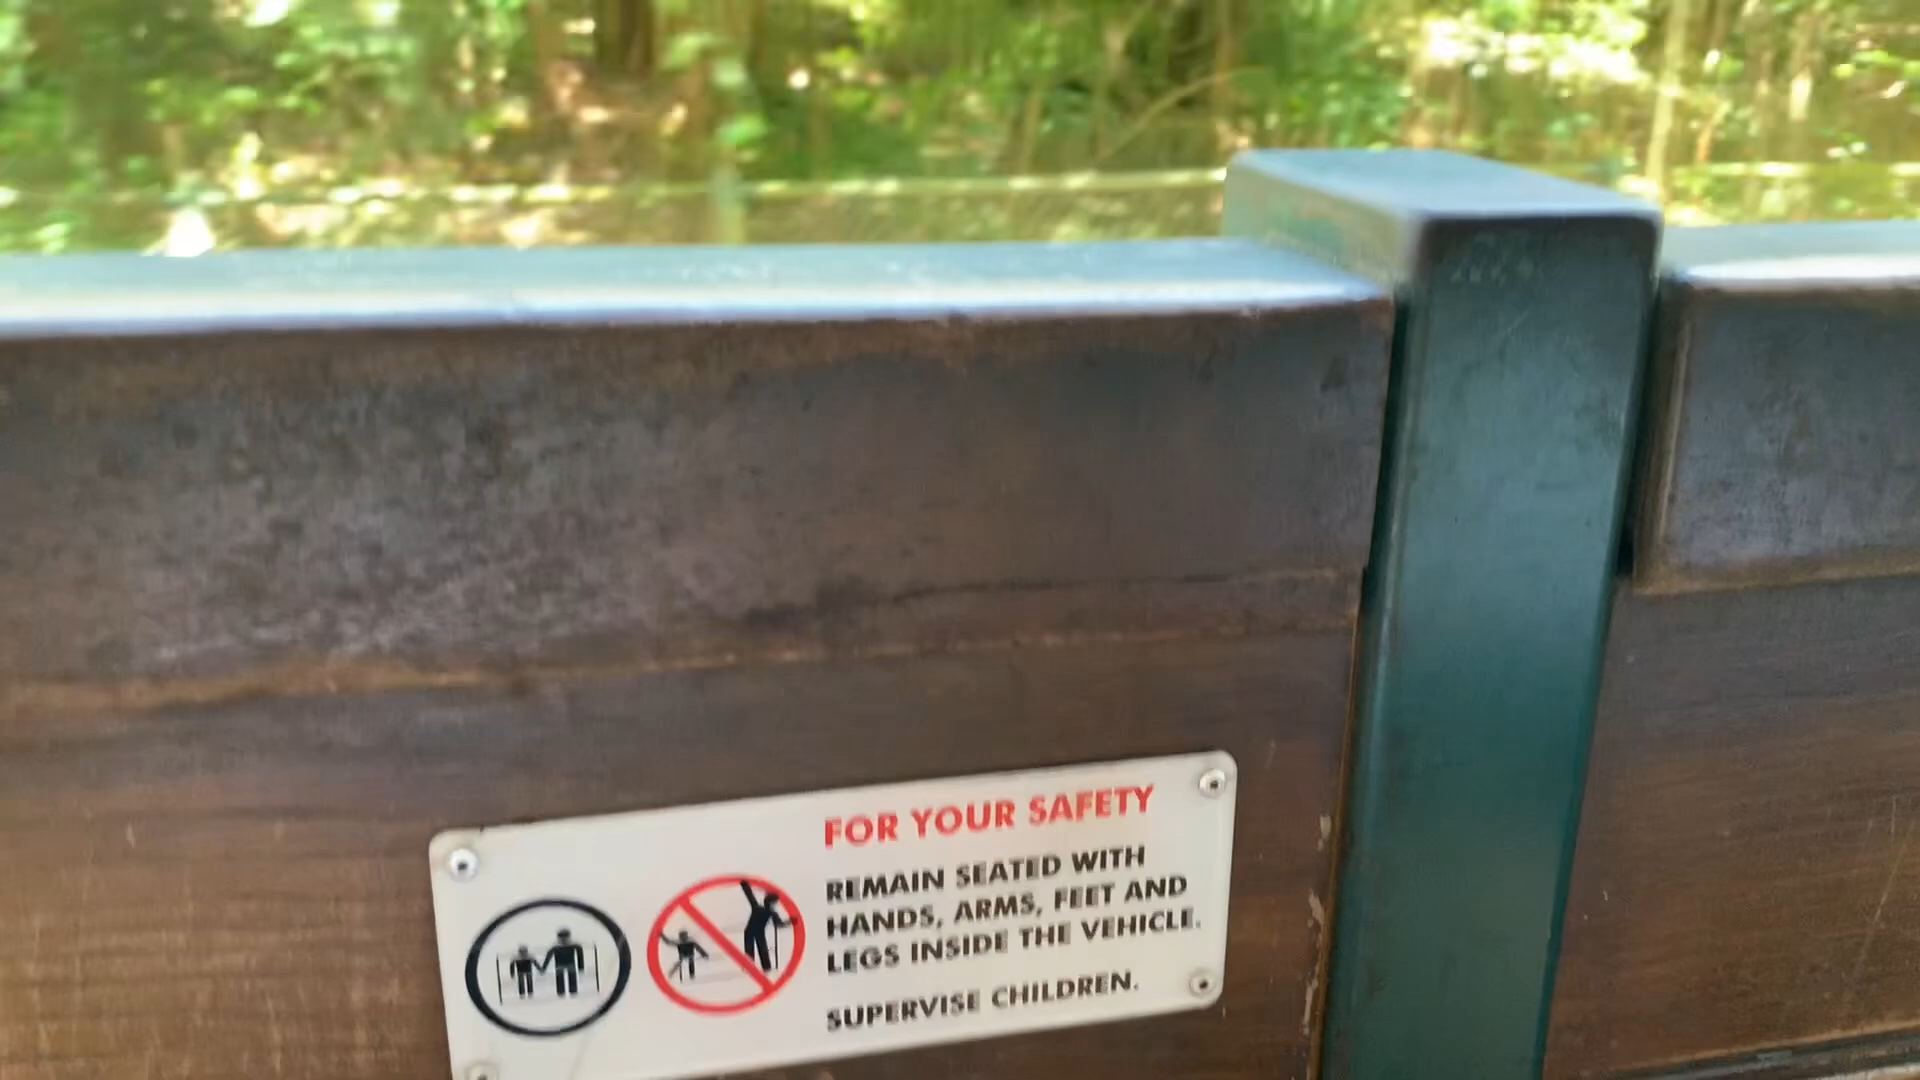 FOR YOUR SAFETY
REMAIN SEATED WITH
HANDS, ARMS, FEET AND
LEGS INSIDE THE VEHICLE.
SUPERVISE CHILDREN.